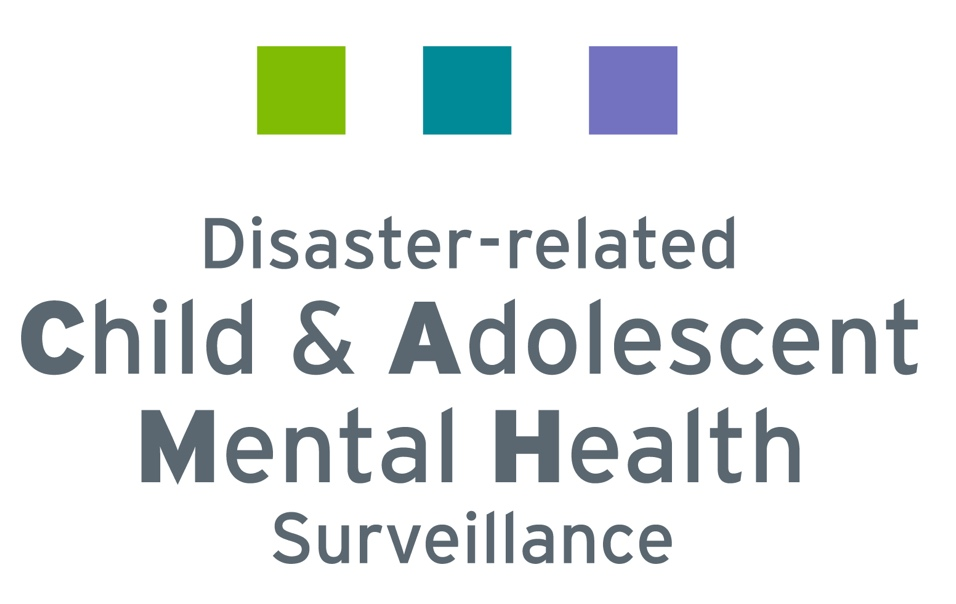 Disaster-related
Child & Adolescent
Mental Health
Surveillance